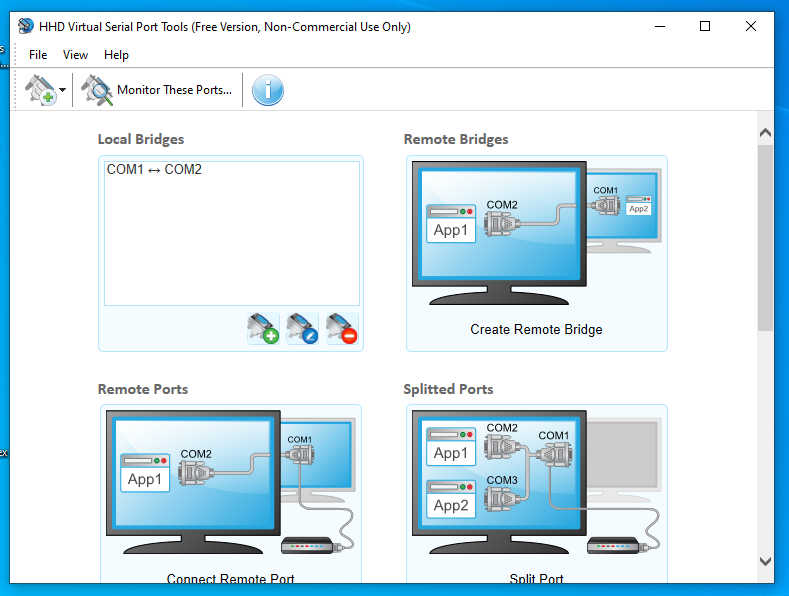 HHD Virtual Serial Port Tools (Free Version, Non-Commercial Use Only)
File View Help
Monitor These Ports...
Local Bridges
COM1 ↔ COM2
Remote Bridges
COM2
App1
COM1
App2
Create Remote Bridge
Remote Ports
COM2
App1
COM1
Connect Remote Port
Splitted Ports
COM2
App1
COM1
COM3
App2
Split Port